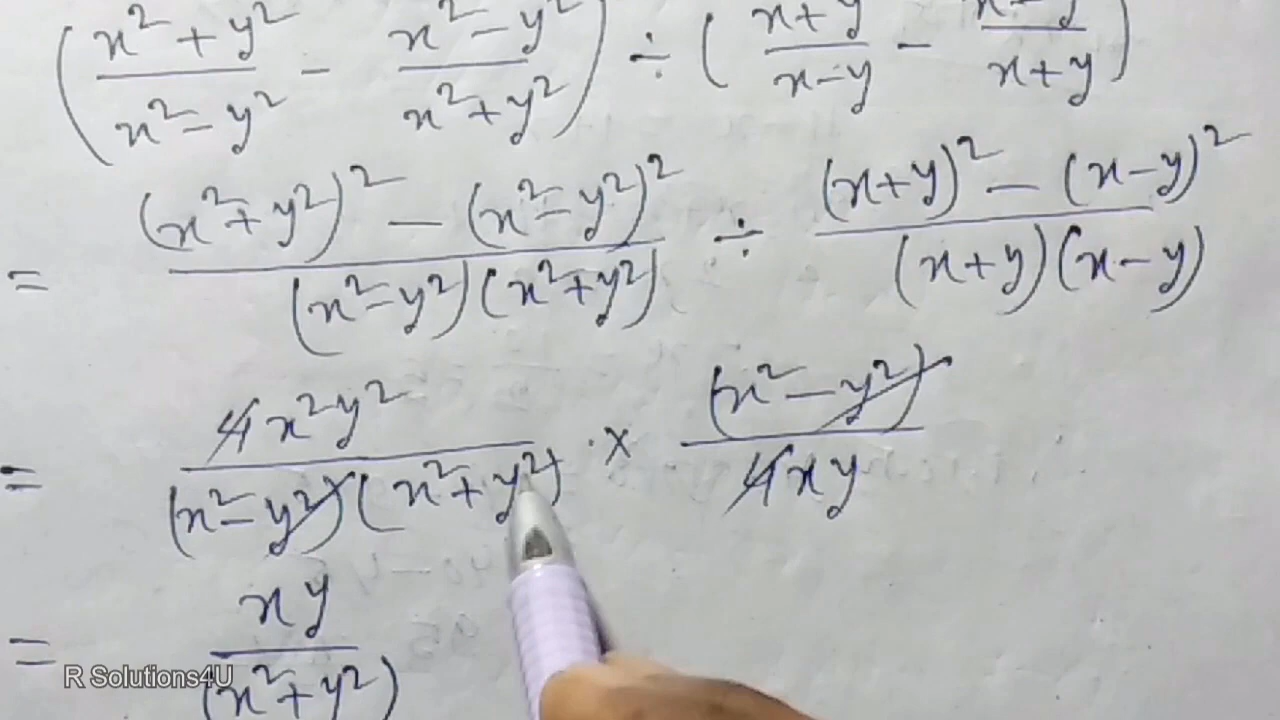 (x² + y² / x² - y² - x² - y² / x² + y²) ÷ (x + y / x - y - x - y / x + y)
= (x² + y²)² - (x² - y²)² / (x² - y²)(x² + y²) ÷ (x + y)² - (x - y)² / (x + y)(x - y)
= 4x²y² / (x² - y²)(x² + y²) × (x² - y²) / 4xy
= xy / (x² + y²)
R Solutions4U